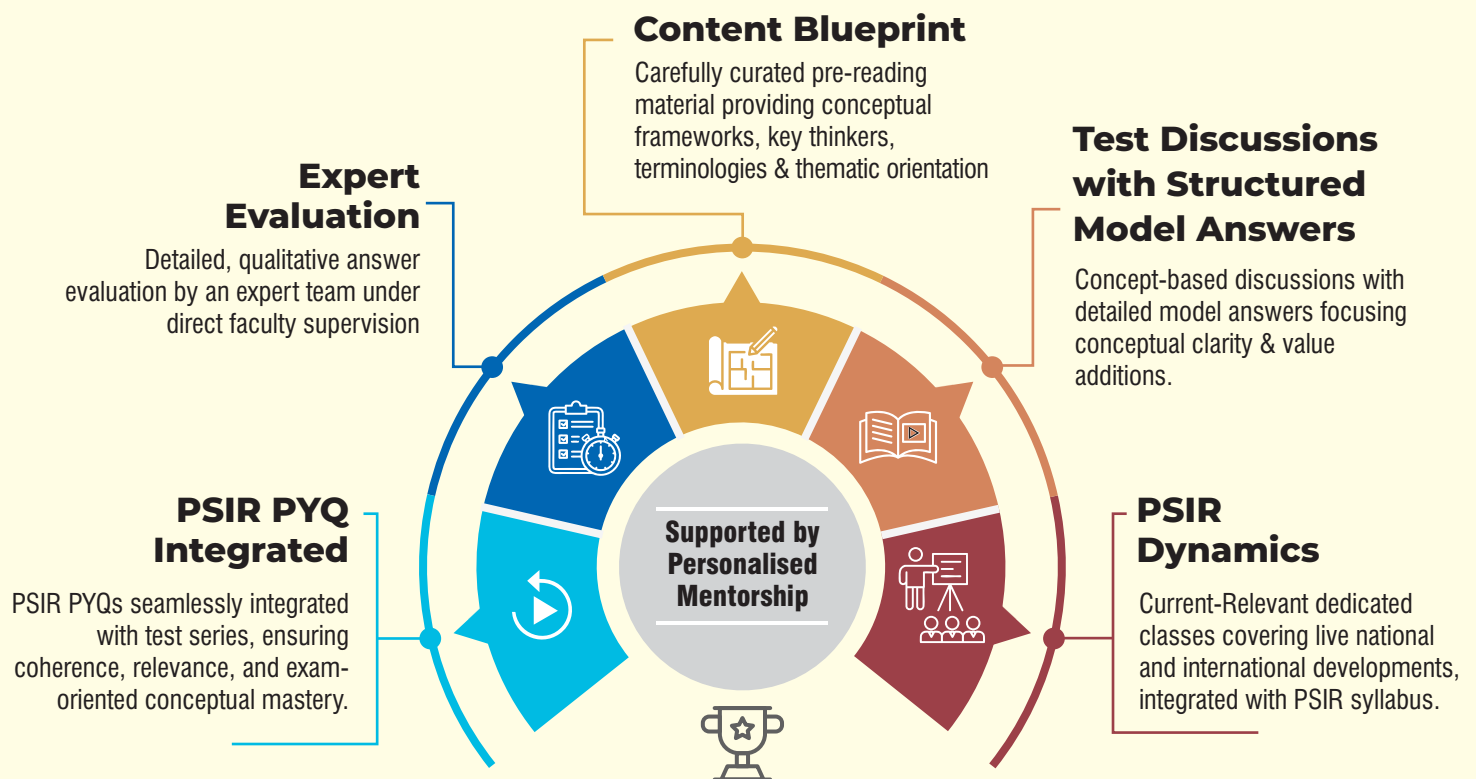 Content Blueprint
Carefully curated pre-reading
material providing conceptual
frameworks, key thinkers,
terminologies & thematic orientation
Expert
Evaluation
Detailed, qualitative answer
evaluation by an expert team under
direct faculty supervision
Test Discussions
with Structured
Model Answers
Concept-based discussions with
detailed model answers focusing
conceptual clarity & value
additions.
PSIR PYQ
Integrated
PSIR PYQs seamlessly integrated
with test series, ensuring
coherence, relevance, and exam-
oriented conceptual mastery.
Supported by
Personalised
Mentorship
PSIR
Dynamics
Current-Relevant dedicated
classes covering live national
and international developments,
integrated with PSIR syllabus.